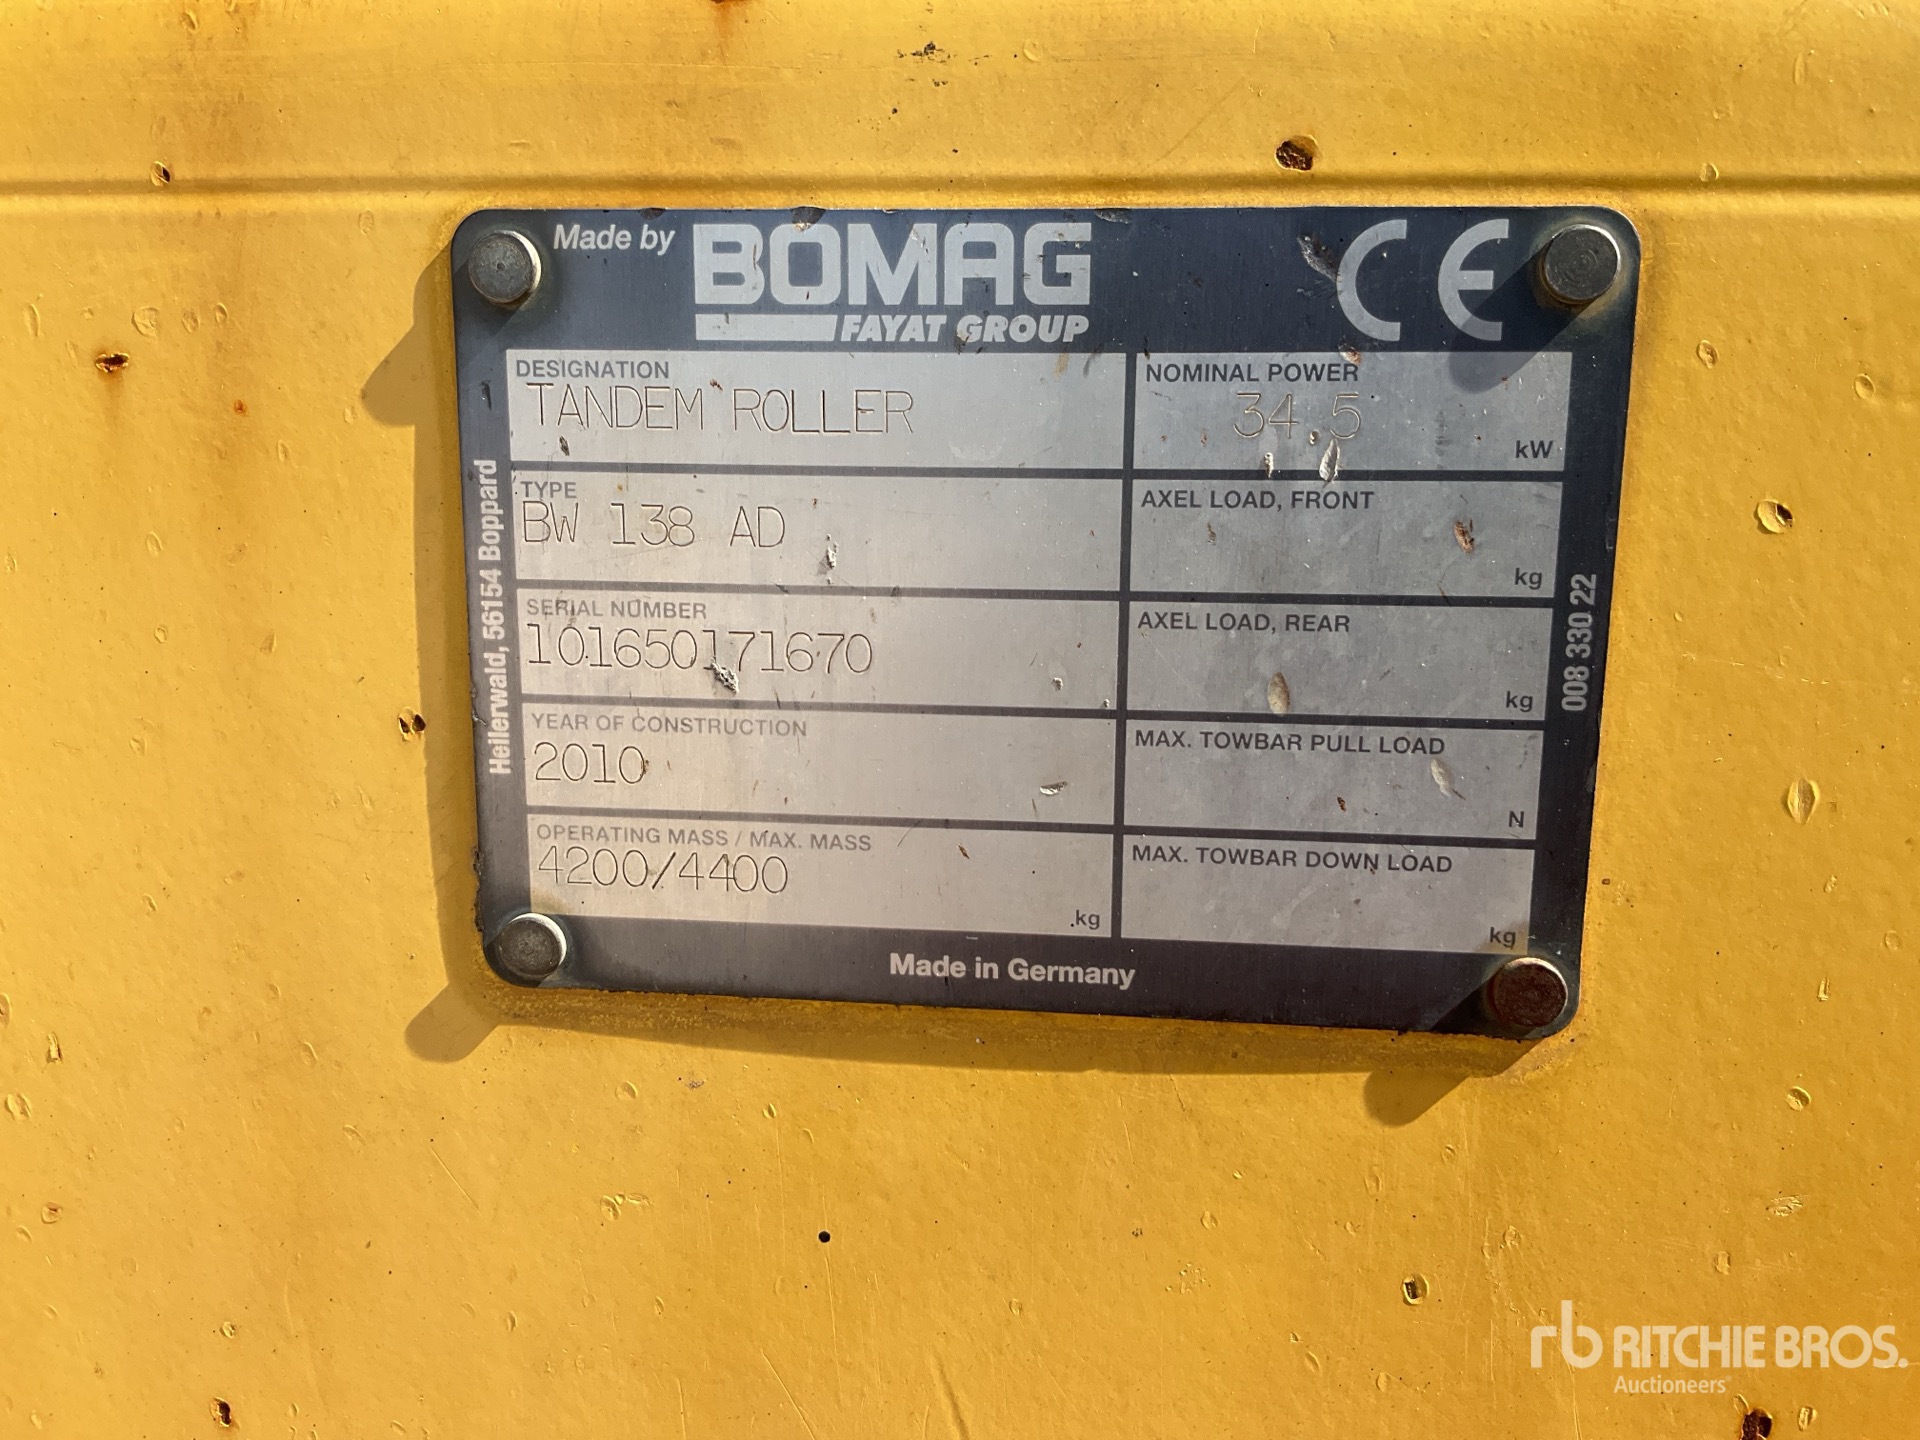 Made by BOMAG
FAYAT GROUP
CE
DESIGNATION
TANDEM ROLLER
NOMINAL POWER
34.5
kW
TYPE
BW 138 AD
AXEL LOAD, FRONT
kg
SERIAL NUMBER
101650171670
AXEL LOAD, REAR
kg
YEAR OF CONSTRUCTION
2010
MAX. TOWBAR PULL LOAD
N
OPERATING MASS / MAX. MASS
4200/4400
kg
MAX. TOWBAR DOWN LOAD
kg
Hellerwald, 56154 Boppard
008 330 22
Made in Germany
rb RITCHIE BROS.
Auctioneers